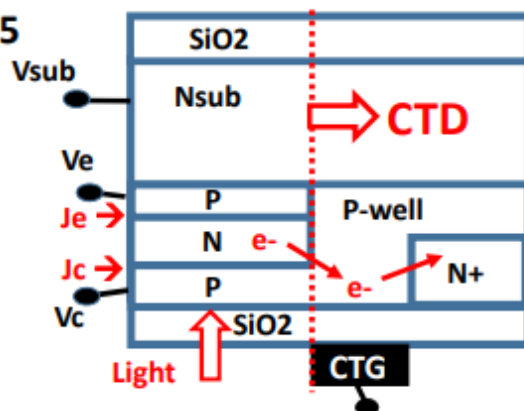 5
SiO2
Vsub
Nsub
CTD
Ve
P
P-well
Je
N
e-
Jc
e-
N+
P
Vc
SiO2
Light
CTG